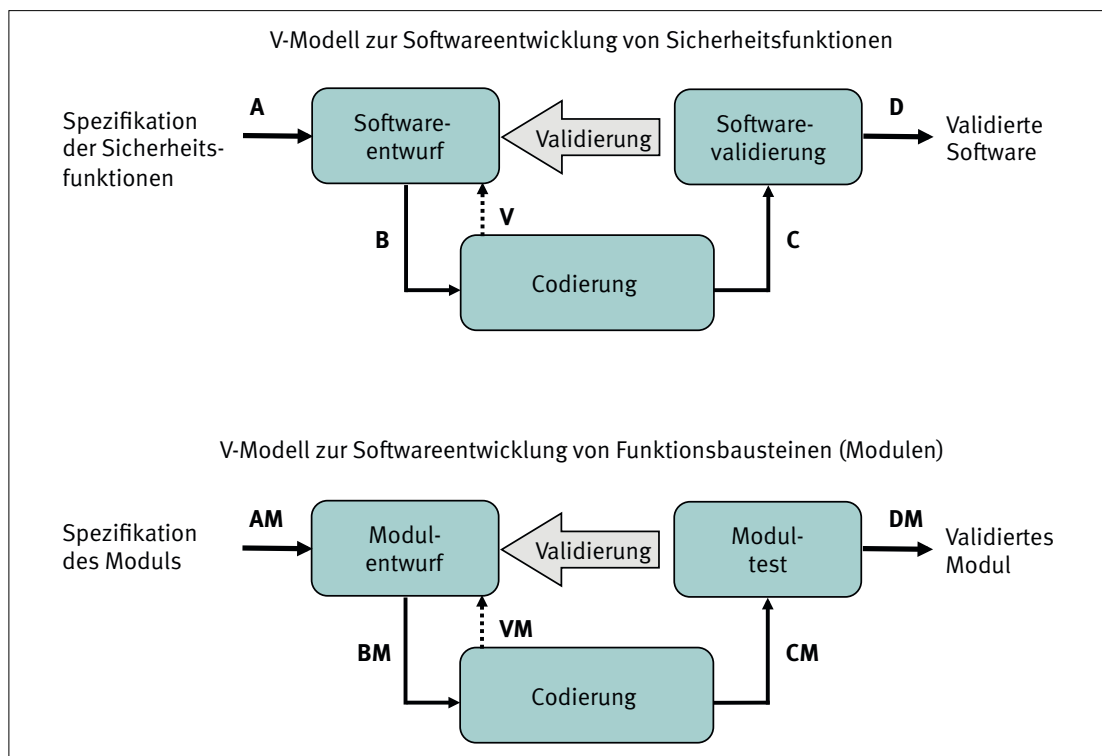 V-Modell zur Softwareentwicklung von Sicherheitsfunktionen
A
Spezifikation
der Sicherheits-
funktionen
Software-
entwurf
Validierung
Software-
validierung
D
Validierte
Software
B
V
C
Codierung
V-Modell zur Softwareentwicklung von Funktionsbausteinen (Modulen)
AM
Spezifikation
des Moduls
Modul-
entwurf
Validierung
Modul-
test
DM
Validiertes
Modul
BM
VM
CM
Codierung